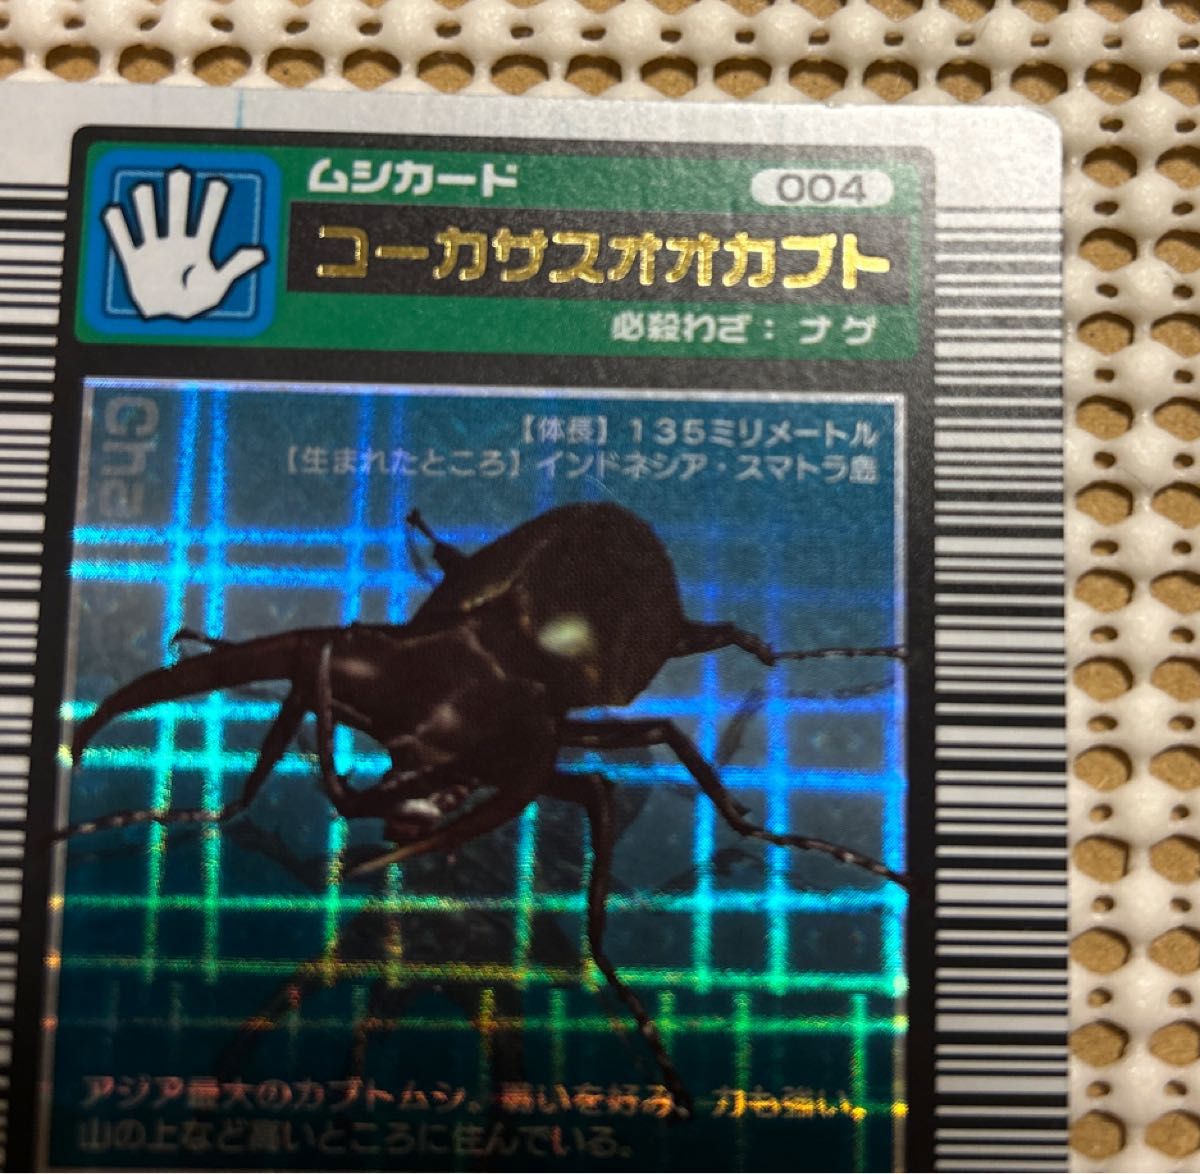 ムシカード
004
コーカサスオオカブト
必殺わざ：ナゲ
【体長】135ミリメートル
【生まれたところ】インドネシア・スマトラ島
アジア最大のカブトムシ。戦いを好み、力も強い。
山の上など高いところに住んでいる。